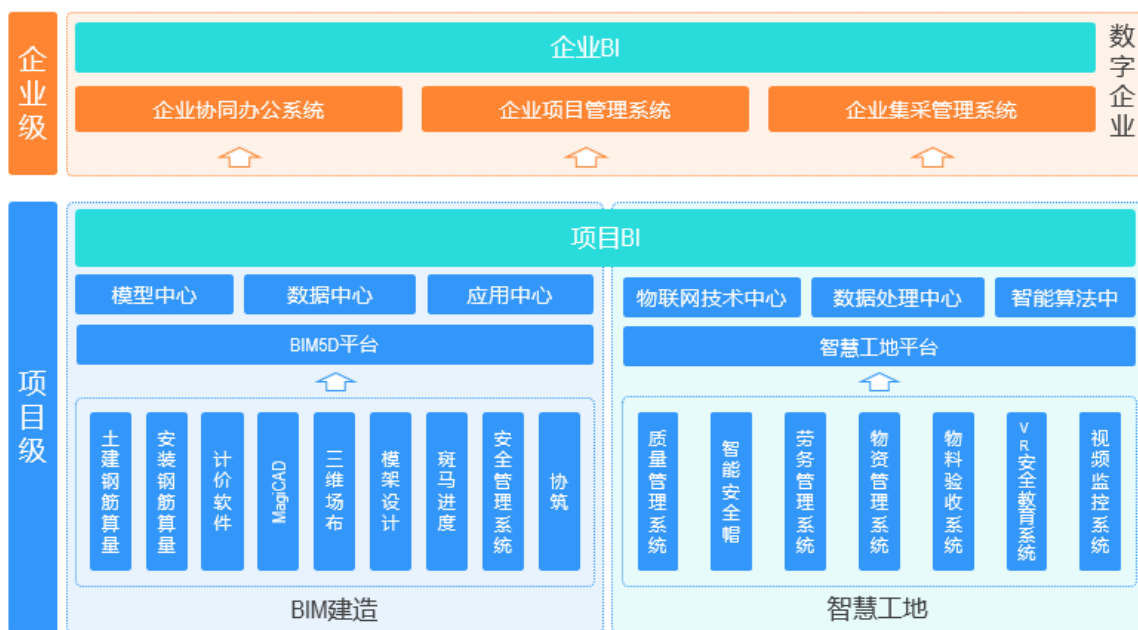 企业级
企业BI
数字企业
企业协同办公系统
企业项目管理系统
企业集采管理系统
项目级
项目BI
模型中心
数据中心
应用中心
物联网技术中心
数据处理中心
智能算法中
BIM5D平台
智慧工地平台
土建钢筋算量
安装钢筋算量
计价软件
MagiCAD
三维场布
模架设计
斑马进度
安全管理系统
协筑
质量管理系统
智能安全帽
劳务管理系统
物资管理系统
物料验收系统
VR安全教育系统
视频监控系统
BIM建造
智慧工地